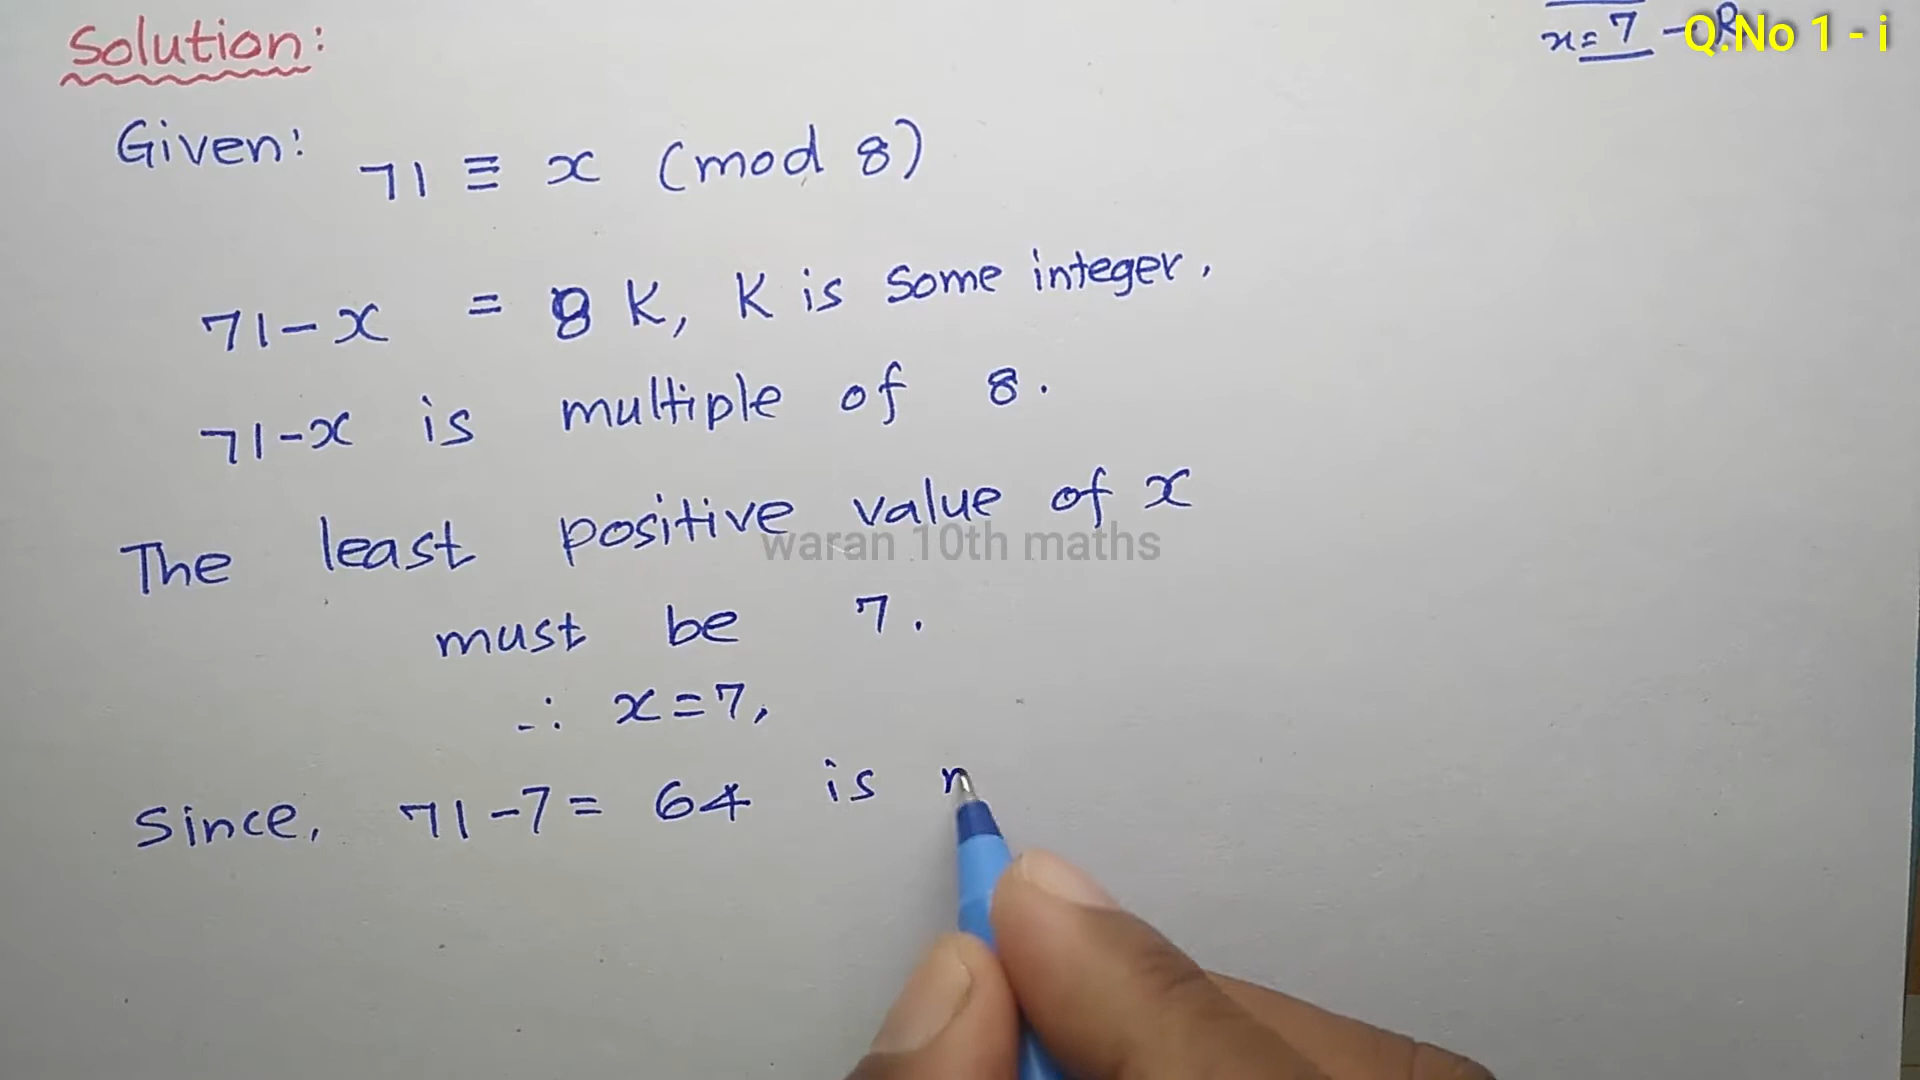 Solution:
x = 7 - R
Q.No 1 - i
Given: 71 ≡ x (mod 8)
71 - x = 8 K, K is some integer.
71 - x is multiple of 8.
The least positive value of x
waran 10th maths
must be 7.
∴ x = 7,
Since, 71 - 7 = 64 is